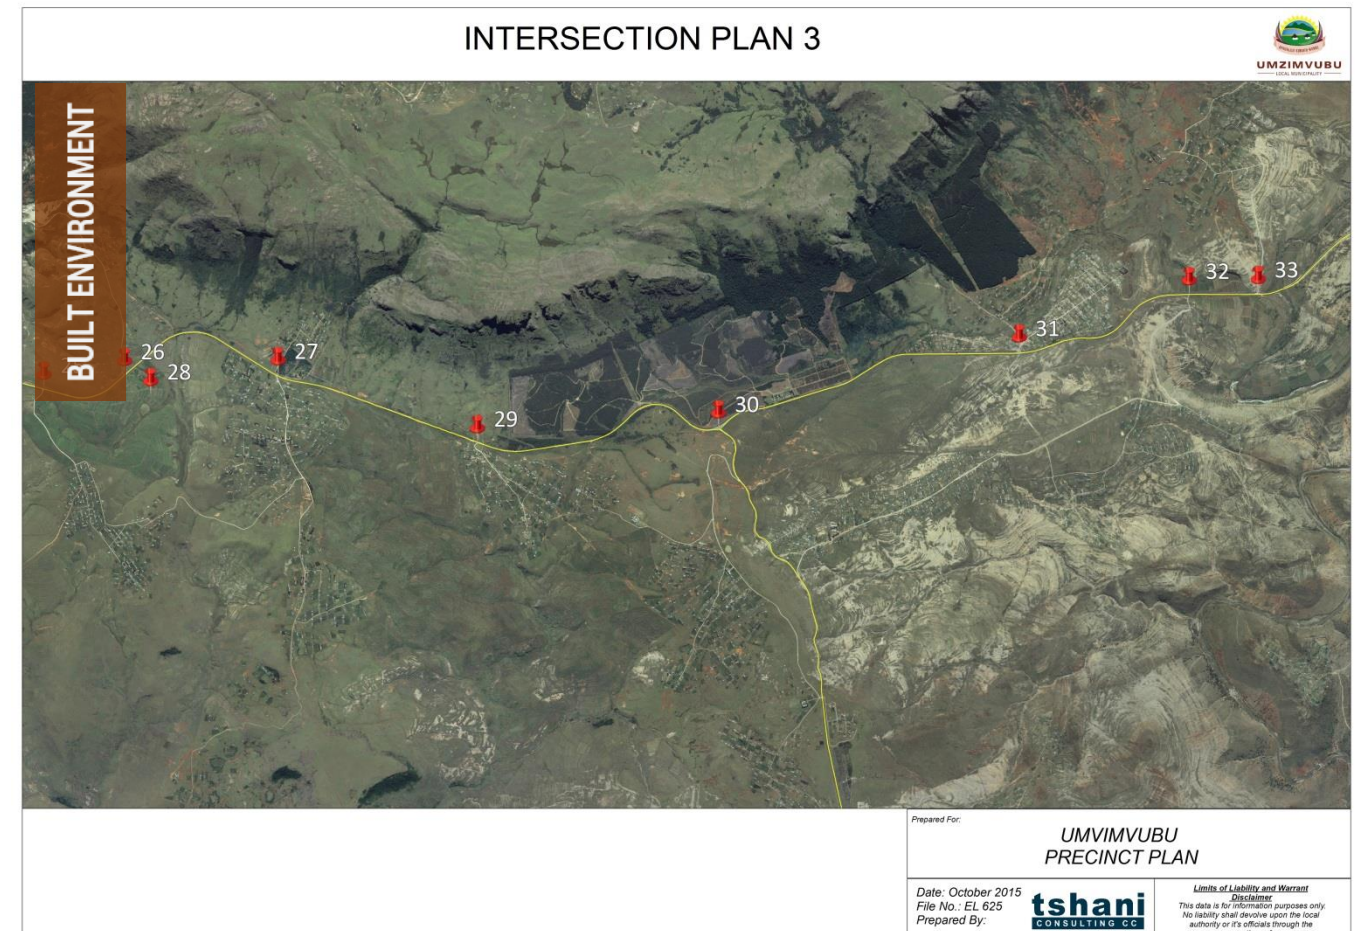 INTERSECTION PLAN 3
UMZIMVUBU
LOCAL MUNICIPALITY
BUILT ENVIRONMENT
26
28
27
29
30
31
32
33
Prepared For:
UMVIMVUBU
PRECINCT PLAN
Date: October 2015
File No.: EL 625
Prepared By:
tshani
CONSULTING CC
Limits of Liability and Warrant
Disclaimer
This data is for information purposes only.
No liability shall devolve upon the local
authority or it's officials through the